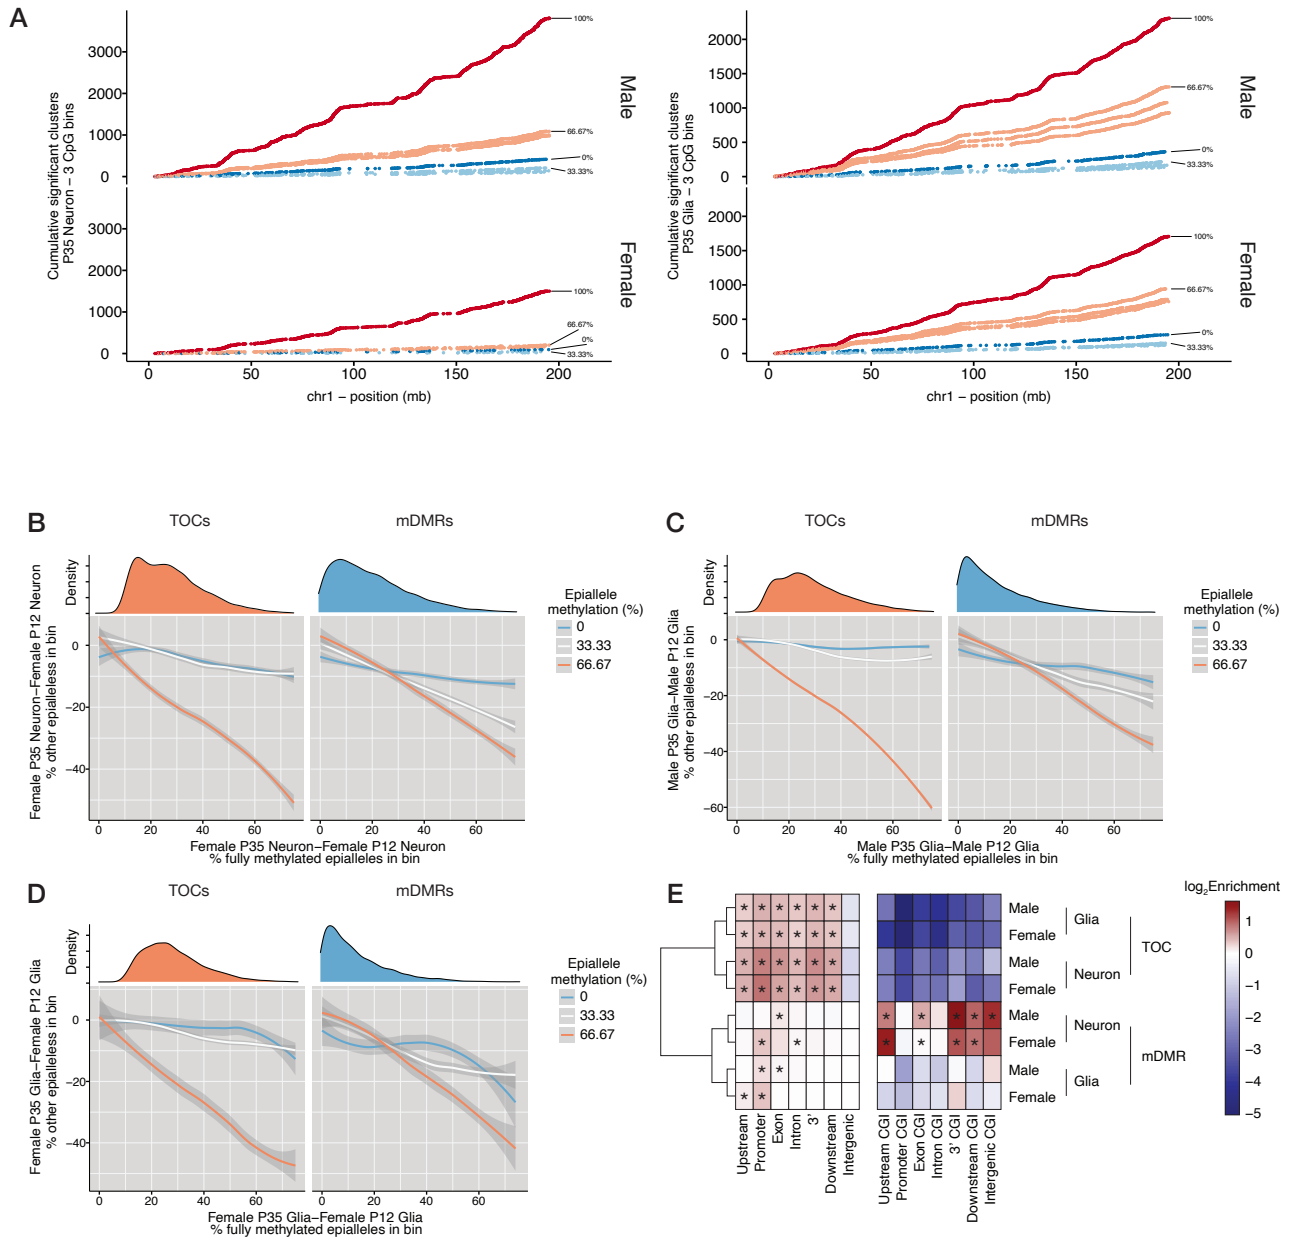 A
Cumulative significant clusters
P35 Neuron – 3 CpG bins
3000
2000
1000
0
100%
66.67%
0%
33.33%
Male
3000
2000
1000
0
100%
66.67%
0%
33.33%
Female
0
50
100
150
200
chr1 – position (mb)
Cumulative significant clusters
P35 Glia – 3 CpG bins
2000
1500
1000
500
0
100%
66.67%
0%
33.33%
Male
2000
1500
1000
500
0
100%
66.67%
0%
33.33%
Female
0
50
100
150
200
chr1 – position (mb)
B
TOCs
mDMRs
Density
Female P35 Neuron–Female P12 Neuron
% other epialleless in bin
0
−20
−40
0
20
40
60
0
20
40
60
Female P35 Neuron–Female P12 Neuron
% fully methylated epialleles in bin
Epiallele
methylation (%)
0
33.33
66.67
C
TOCs
mDMRs
Density
Male P35 Glia–Male P12 Glia
% other epialleless in bin
0
−20
−40
−60
0
20
40
60
0
20
40
60
Male P35 Glia–Male P12 Glia
% fully methylated epialleles in bin
Epiallele
methylation (%)
0
33.33
66.67
D
TOCs
mDMRs
Density
Female P35 Glia–Female P12 Glia
% other epialleless in bin
0
−20
−40
0
20
40
60
0
20
40
60
Female P35 Glia–Female P12 Glia
% fully methylated epialleles in bin
Epiallele
methylation (%)
0
33.33
66.67
E
Male
Female
Glia
Male
Female
Neuron
TOC
Male
Female
Neuron
Male
Female
Glia
mDMR
Upstream
Promoter
Exon
Intron
3'
Downstream
Intergenic
Upstream CGI
Promoter CGI
Exon CGI
Intron CGI
3' CGI
Downstream CGI
Intergenic CGI
log2Enrichment
1
0
−1
−2
−3
−4
−5